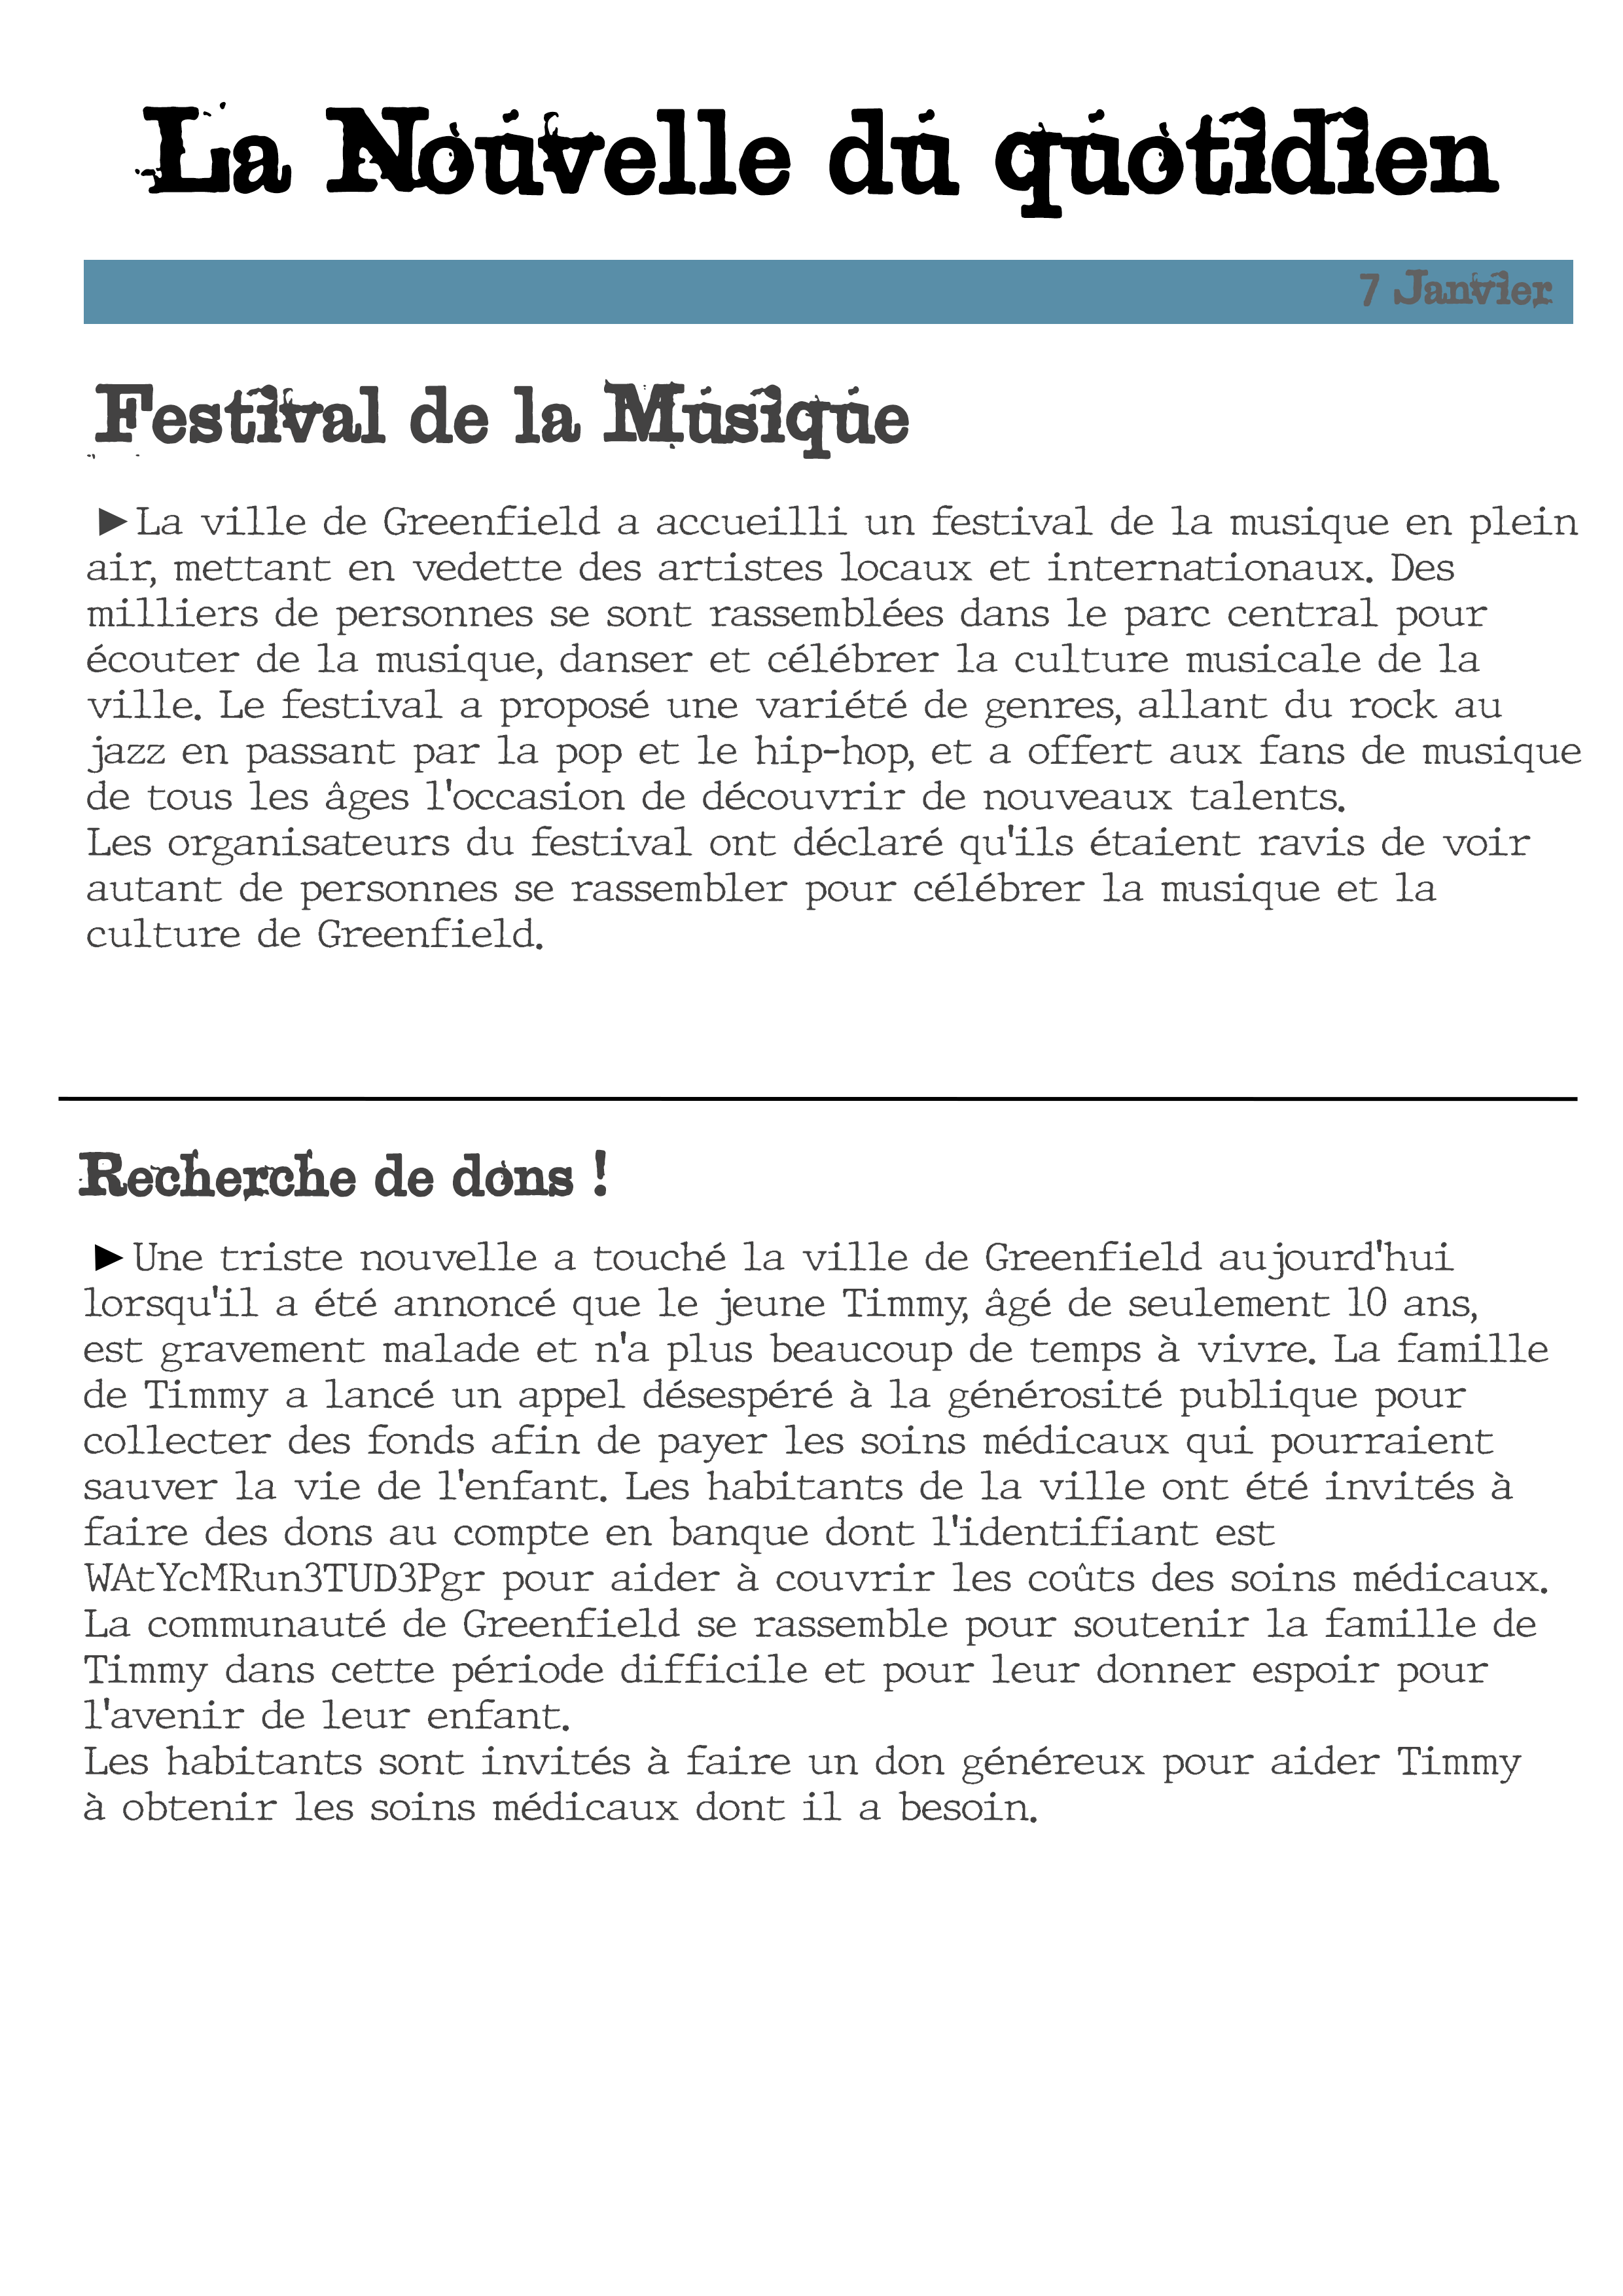 La Nouvelle du quotidien
7 Janvier
Festival de la Musique
►La ville de Greenfield a accueilli un festival de la musique en plein
air, mettant en vedette des artistes locaux et internationaux. Des
milliers de personnes se sont rassemblées dans le parc central pour
écouter de la musique, danser et célébrer la culture musicale de la
ville. Le festival a proposé une variété de genres, allant du rock au
jazz en passant par la pop et le hip-hop, et a offert aux fans de musique
de tous les âges l'occasion de découvrir de nouveaux talents.
Les organisateurs du festival ont déclaré qu'ils étaient ravis de voir
autant de personnes se rassembler pour célébrer la musique et la
culture de Greenfield.
Recherche de dons !
►Une triste nouvelle a touché la ville de Greenfield aujourd'hui
lorsqu'il a été annoncé que le jeune Timmy, âgé de seulement 10 ans,
est gravement malade et n'a plus beaucoup de temps à vivre. La famille
de Timmy a lancé un appel désespéré à la générosité publique pour
collecter des fonds afin de payer les soins médicaux qui pourraient
sauver la vie de l'enfant. Les habitants de la ville ont été invités à
faire des dons au compte en banque dont l'identifiant est
WAtYcMRun3TUD3Pgr pour aider à couvrir les coûts des soins médicaux.
La communauté de Greenfield se rassemble pour soutenir la famille de
Timmy dans cette période difficile et pour leur donner espoir pour
l'avenir de leur enfant.
Les habitants sont invités à faire un don généreux pour aider Timmy
à obtenir les soins médicaux dont il a besoin.